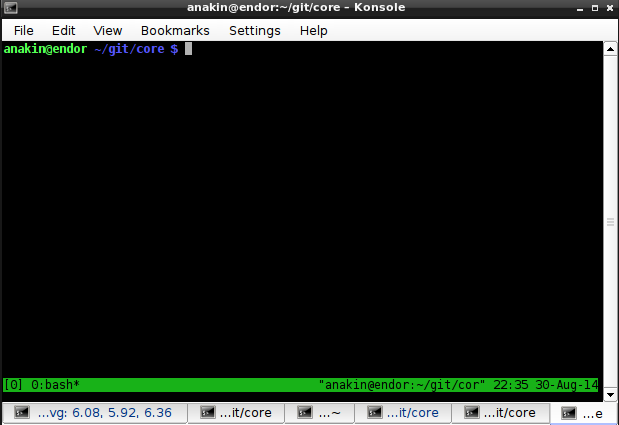 anakin@endor:~/git/core – Konsole
File Edit View Bookmarks Settings Help
anakin@endor ~/git/core $
[0] 0:bash* "anakin@endor:~/git/cor" 22:35 30-Aug-14
...vg: 6.08, 5.92, 6.36 ...it/core ...~ ...it/core ...it/core ...e